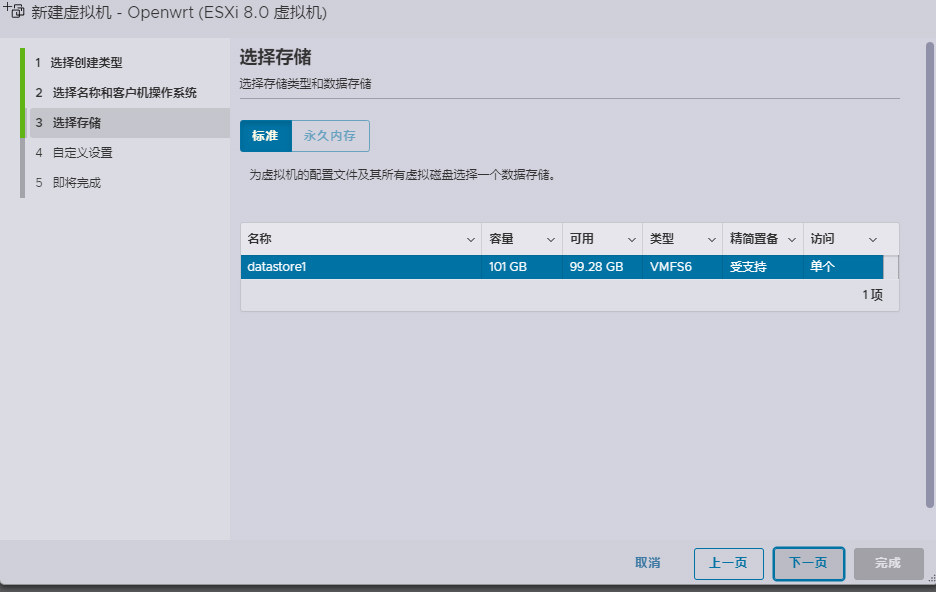 新建虚拟机 - Openwrt (ESXi 8.0 虚拟机)
1 选择创建类型
2 选择名称和客户机操作系统
3 选择存储
4 自定义设置
5 即将完成
选择存储
选择存储类型和数据存储
标准 永久内存
为虚拟机的配置文件及其所有虚拟磁盘选择一个数据存储。
名称 容量 可用 类型 精简置备 访问
datastore1 101 GB 99.28 GB VMFS6 受支持 单个
1 项
取消 上一页 下一页 完成